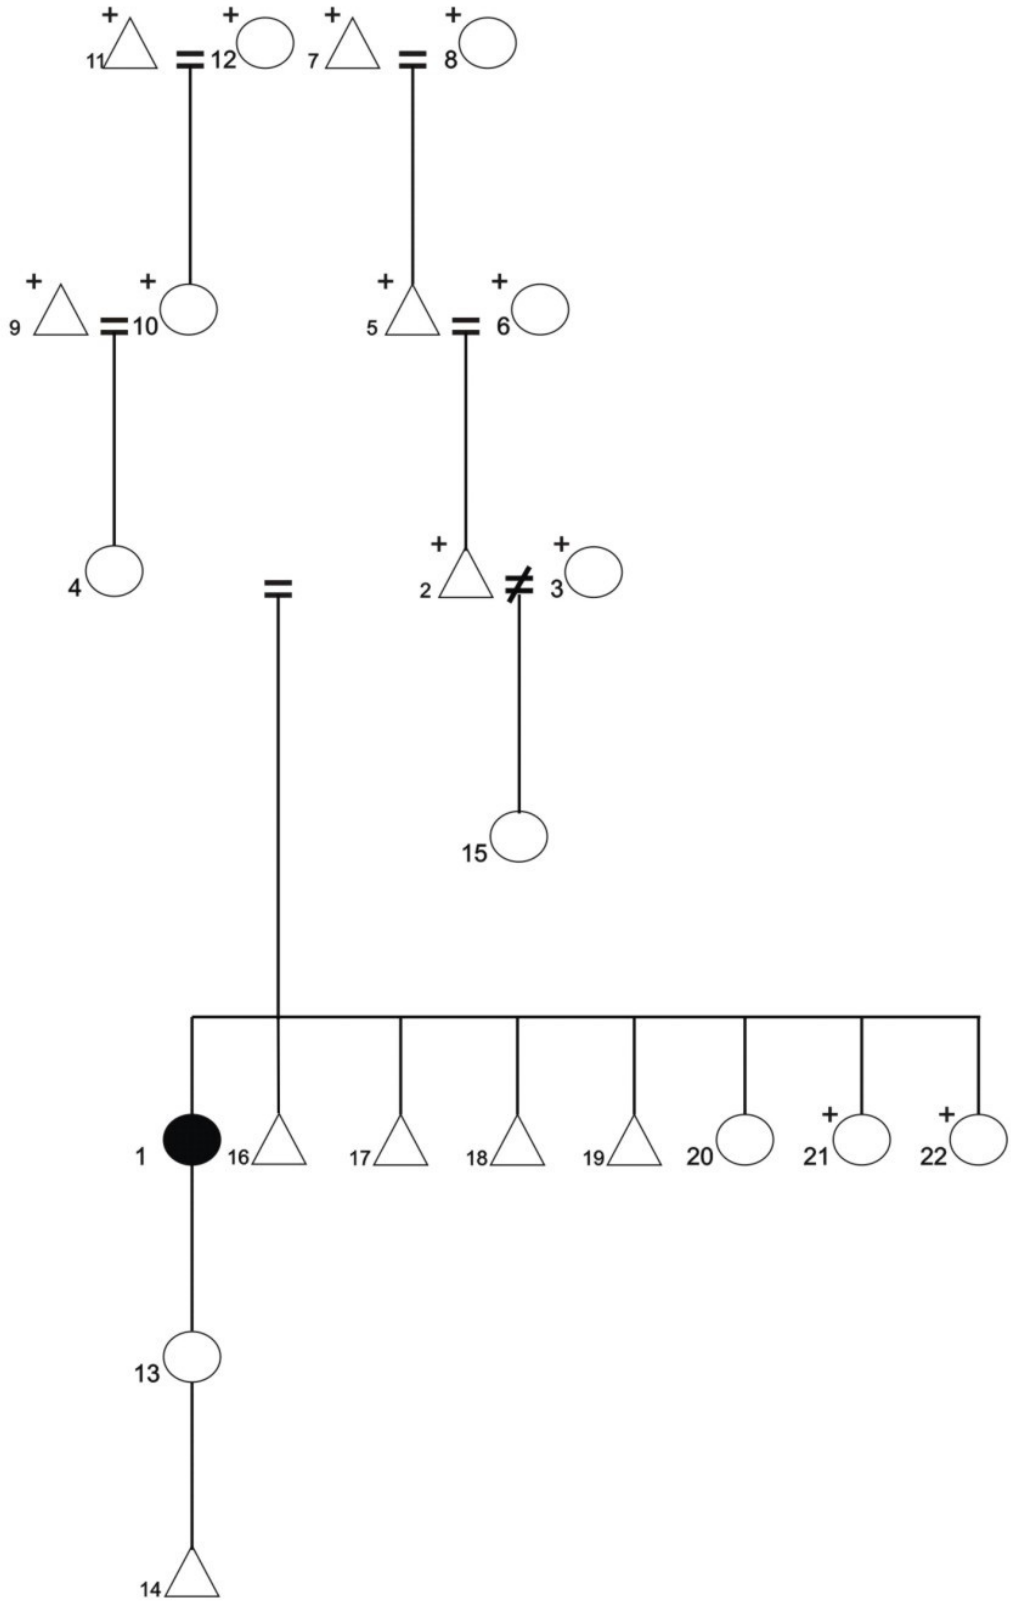 + + + +
11 = 12 7 = 8
+ + + +
9 = 10 5 = 6
+ +
4 = 2 ≠ 3
15
+ +
1 16 17 18 19 20 21 22
13
14